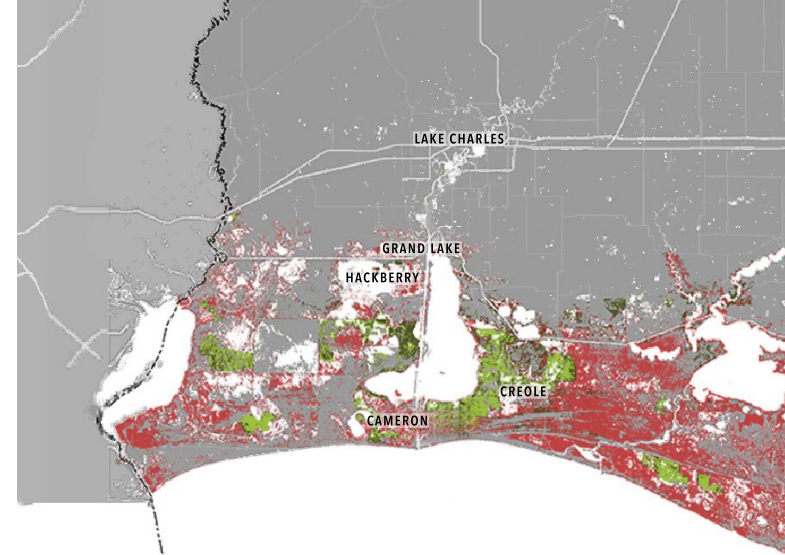 LAKE CHARLES
GRAND LAKE
HACKBERRY
CREOLE
CAMERON